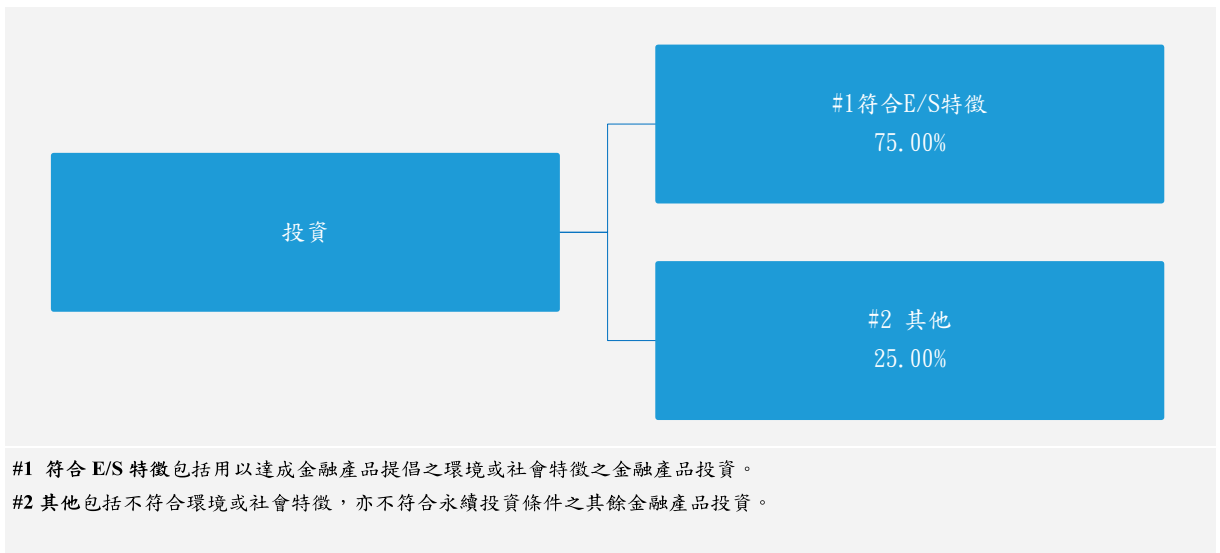 投資
#1符合E/S特徵
75.00%
#2 其他
25.00%
#1 符合 E/S 特徵包括用以達成金融產品提倡之環境或社會特徵之金融產品投資。
#2 其他包括不符合環境或社會特徵，亦不符合永續投資條件之其餘金融產品投資。